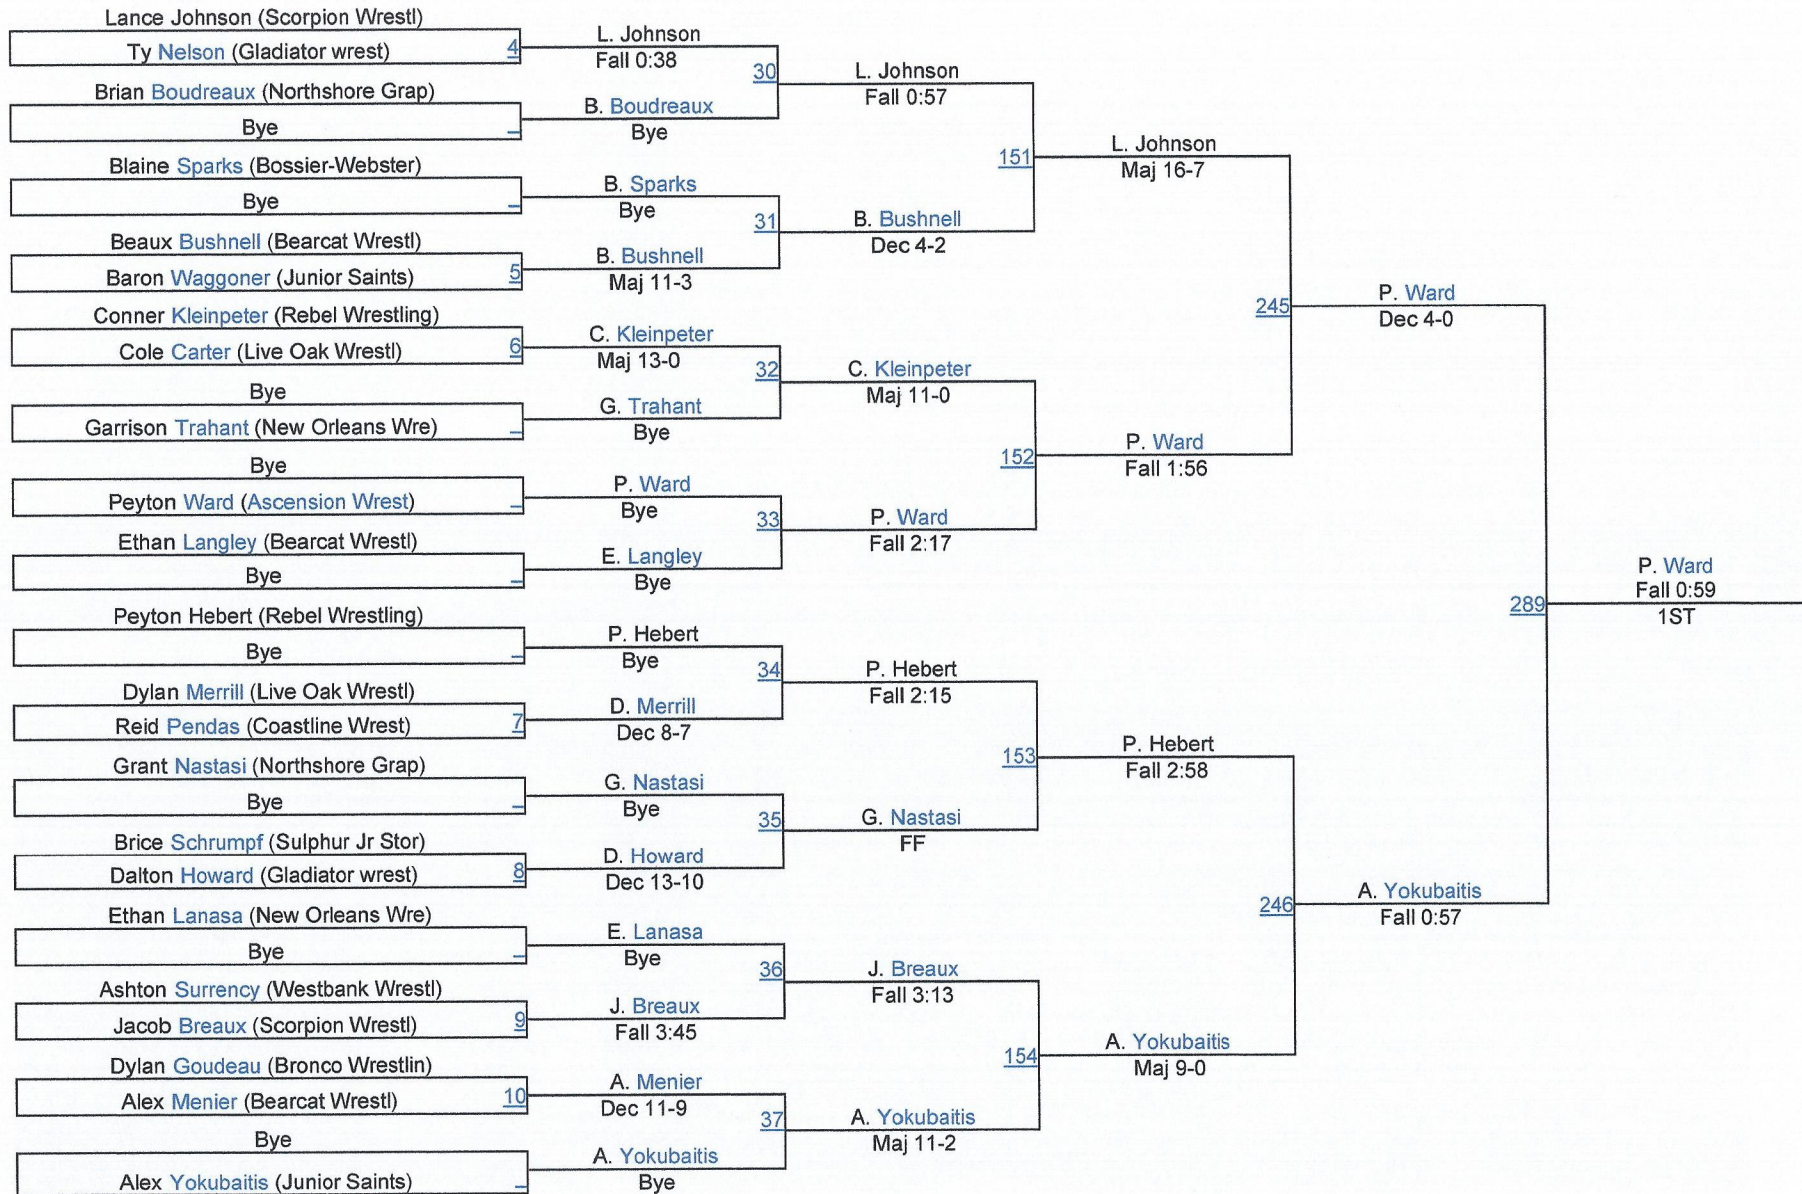 Lance Johnson (Scorpion Wrestl)
Ty Nelson (Gladiator wrest) 4
Brian Boudreaux (Northshore Grap)
Bye
Blaine Sparks (Bossier-Webster)
Bye
Beaux Bushnell (Bearcat Wrestl)
Baron Waggoner (Junior Saints) 5
Conner Kleinpeter (Rebel Wrestling)
Cole Carter (Live Oak Wrestl) 6
Bye
Garrison Trahant (New Orleans Wre)
Bye
Peyton Ward (Ascension Wrest)
Ethan Langley (Bearcat Wrestl)
Bye
Peyton Hebert (Rebel Wrestling)
Bye
Dylan Merrill (Live Oak Wrestl)
Reid Pendas (Coastline Wrest) 7
Grant Nastasi (Northshore Grap)
Bye
Brice Schrumpf (Sulphur Jr Stor)
Dalton Howard (Gladiator wrest) 8
Ethan Lanasa (New Orleans Wre)
Bye
Ashton Surrency (Westbank Wrestl)
Jacob Breaux (Scorpion Wrestl) 9
Dylan Goudeau (Bronco Wrestlin)
Alex Menier (Bearcat Wrestl) 10
Bye
Alex Yokubaitis (Junior Saints)
L. Johnson
Fall 0:38
30
B. Boudreaux
Bye
B. Sparks
Bye
31
B. Bushnell
Maj 11-3
C. Kleinpeter
Maj 13-0
32
G. Trahant
Bye
P. Ward
Bye
33
E. Langley
Bye
P. Hebert
Bye
34
D. Merrill
Dec 8-7
G. Nastasi
Bye
35
D. Howard
Dec 13-10
E. Lanasa
Bye
36
J. Breaux
Fall 3:45
A. Menier
Dec 11-9
37
A. Yokubaitis
Bye
L. Johnson
Fall 0:57
151
B. Bushnell
Dec 4-2
C. Kleinpeter
Maj 11-0
152
P. Ward
Fall 2:17
P. Hebert
Fall 2:15
153
G. Nastasi
FF
J. Breaux
Fall 3:13
154
A. Yokubaitis
Maj 11-2
L. Johnson
Maj 16-7
245
P. Ward
Fall 1:56
P. Hebert
Fall 2:58
246
A. Yokubaitis
Maj 9-0
P. Ward
Dec 4-0
289
A. Yokubaitis
Fall 0:57
P. Ward
Fall 0:59
1ST